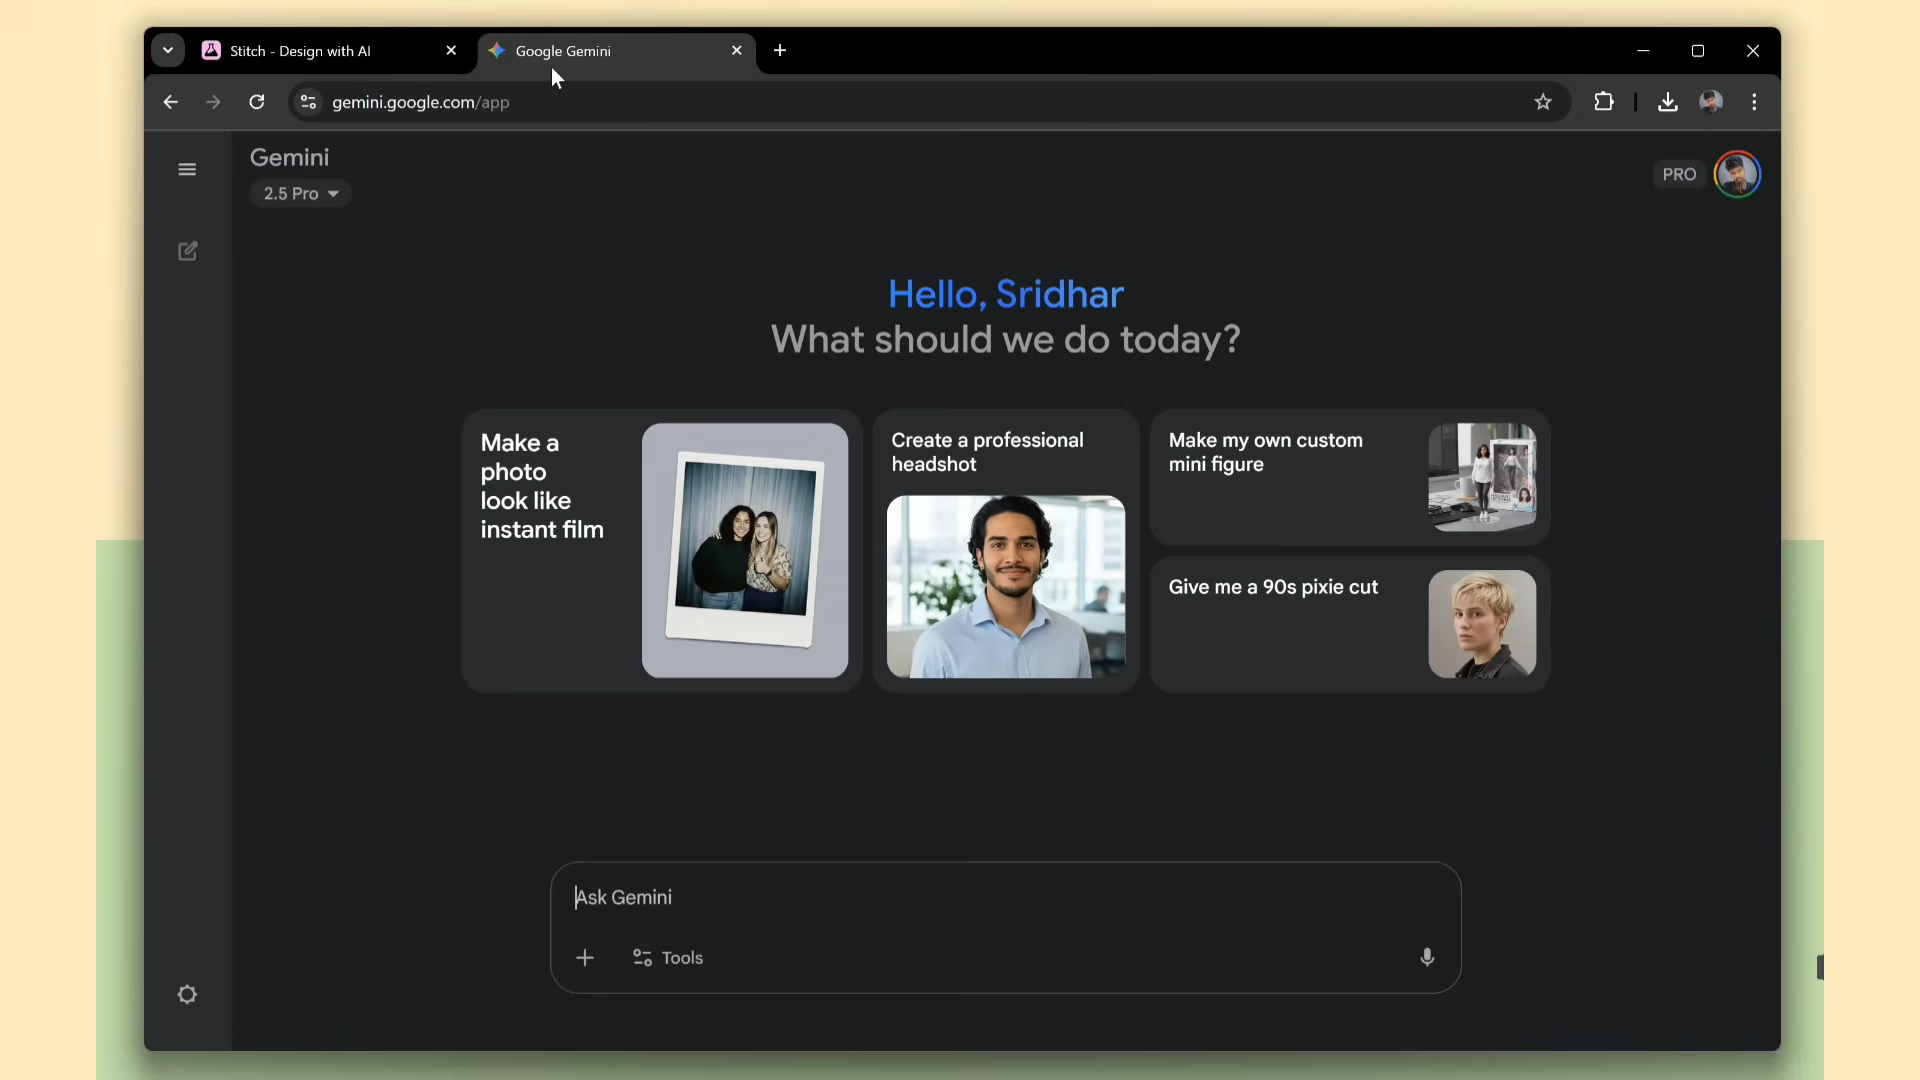 Stitch - Design with AI
Google Gemini
gemini.google.com/app
Gemini
2.5 Pro
PRO
Hello, Sridhar
What should we do today?
Make a
photo
look like
instant film
Create a professional
headshot
Make my own custom
mini figure
Give me a 90s pixie cut
Ask Gemini
Tools